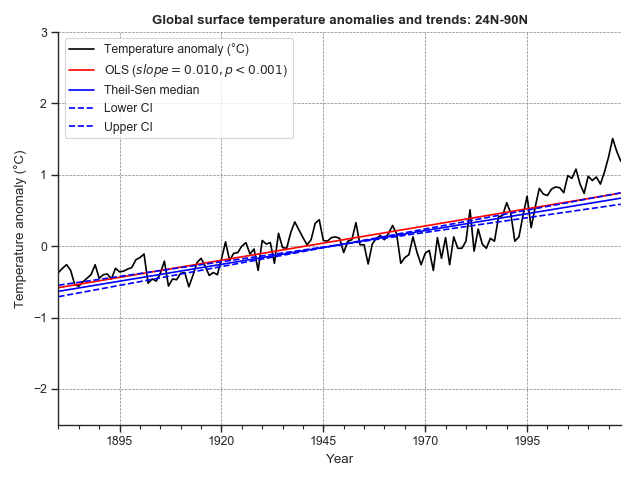 Global surface temperature anomalies and trends: 24N-90N
Temperature anomaly (°C)
OLS (slope = 0.010, p < 0.001)
Theil-Sen median
Lower CI
Upper CI
3
2
1
0
−1
−2
Temperature anomaly (°C)
1895
1920
1945
1970
1995
Year